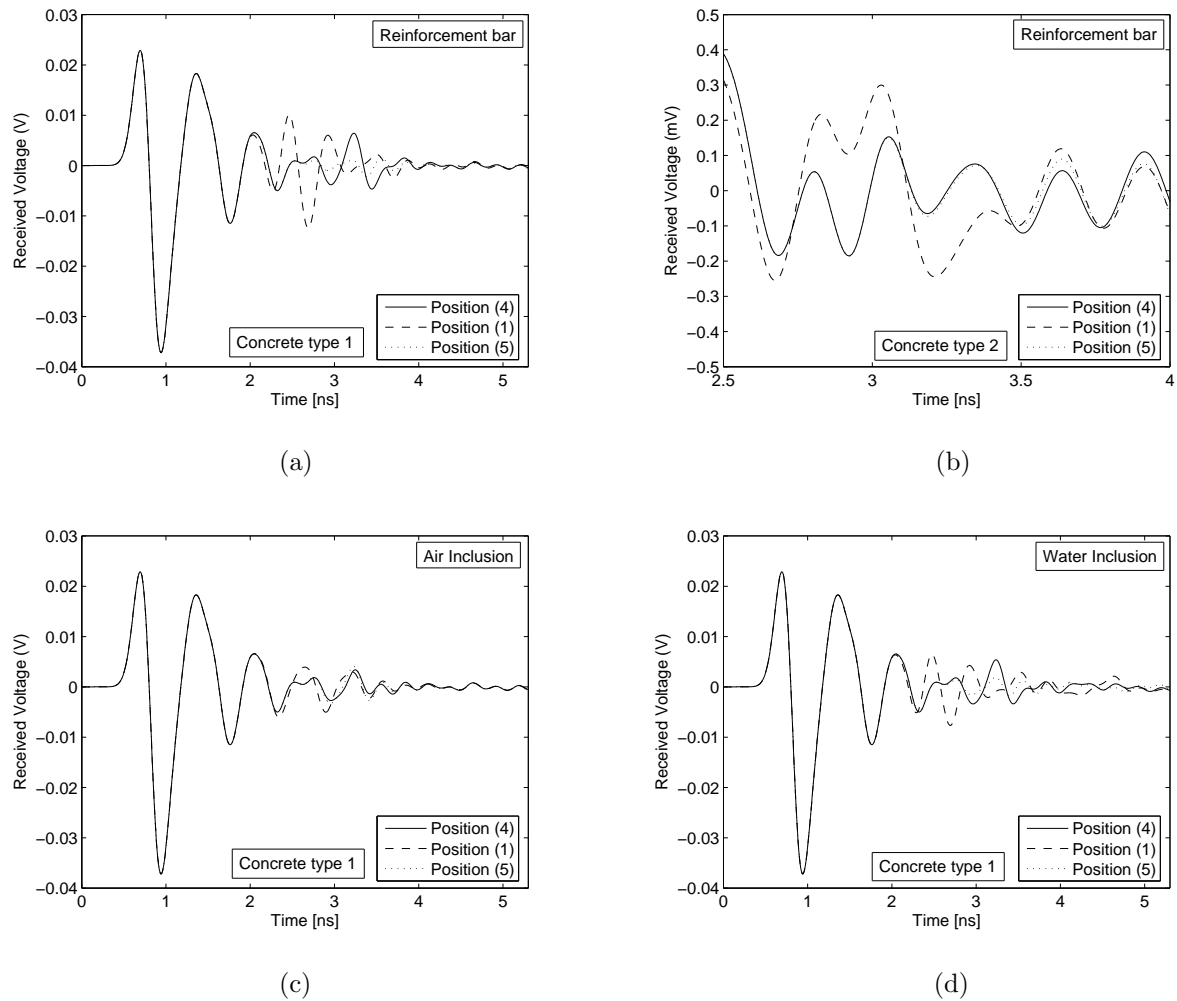 0.03
0.02
0.01
0
−0.01
−0.02
−0.03
−0.04
Received Voltage (V)
Reinforcement bar
Concrete type 1
Position (4)
Position (1)
Position (5)
0 1 2 3 4 5
Time [ns]
(a)
0.5
0.4
0.3
0.2
0.1
0
−0.1
−0.2
−0.3
−0.4
−0.5
Received Voltage (mV)
Reinforcement bar
Concrete type 2
Position (4)
Position (1)
Position (5)
2.5 3 3.5 4
Time [ns]
(b)
0.03
0.02
0.01
0
−0.01
−0.02
−0.03
−0.04
Received Voltage (V)
Air Inclusion
Concrete type 1
Position (4)
Position (1)
Position (5)
0 1 2 3 4 5
Time [ns]
(c)
0.03
0.02
0.01
0
−0.01
−0.02
−0.03
−0.04
Received Voltage (V)
Water Inclusion
Concrete type 1
Position (4)
Position (1)
Position (5)
0 1 2 3 4 5
Time [ns]
(d)